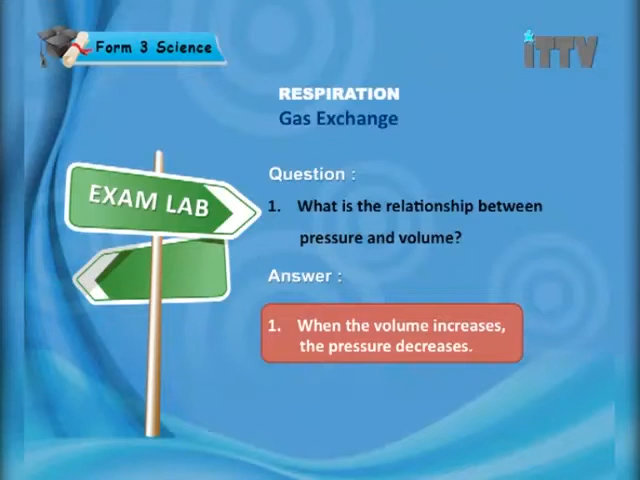 Form 3 Science
iTTV
RESPIRATION
Gas Exchange
EXAM LAB
Question :
1. What is the relationship between
pressure and volume?
Answer :
1. When the volume increases,
the pressure decreases.